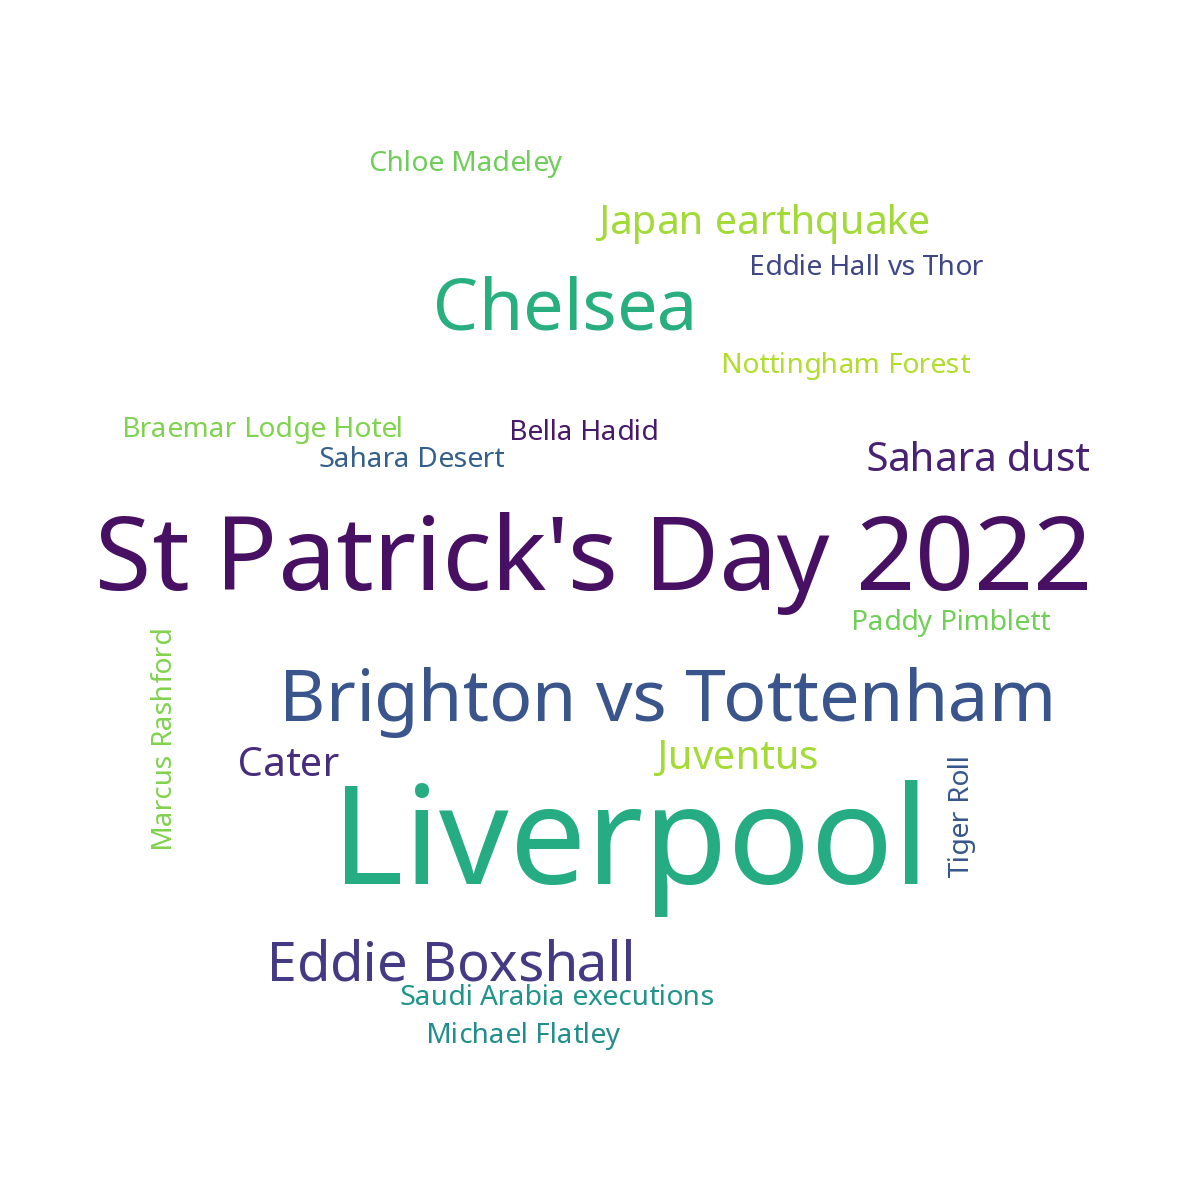 Chloe Madeley
Japan earthquake
Eddie Hall vs Thor
Chelsea
Nottingham Forest
Braemar Lodge Hotel
Bella Hadid
Sahara Desert
Sahara dust
St Patrick's Day 2022
Paddy Pimblett
Marcus Rashford
Brighton vs Tottenham
Cater
Juventus
Tiger Roll
Liverpool
Eddie Boxshall
Saudi Arabia executions
Michael Flatley